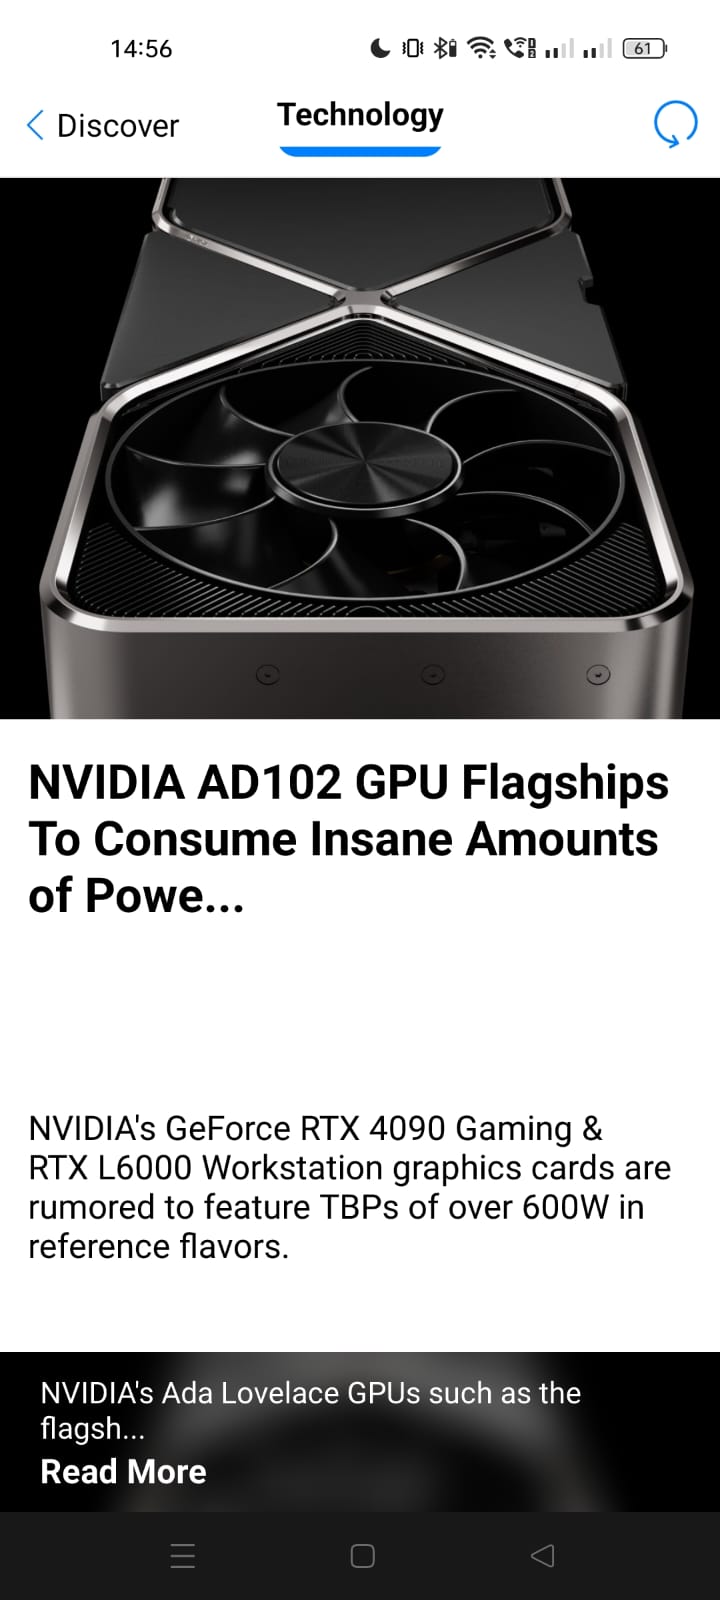 14:56
61
Discover
Technology
NVIDIA AD102 GPU Flagships
To Consume Insane Amounts
of Powe...
NVIDIA's GeForce RTX 4090 Gaming &
RTX L6000 Workstation graphics cards are
rumored to feature TBPs of over 600W in
reference flavors.
NVIDIA's Ada Lovelace GPUs such as the
flagsh...
Read More